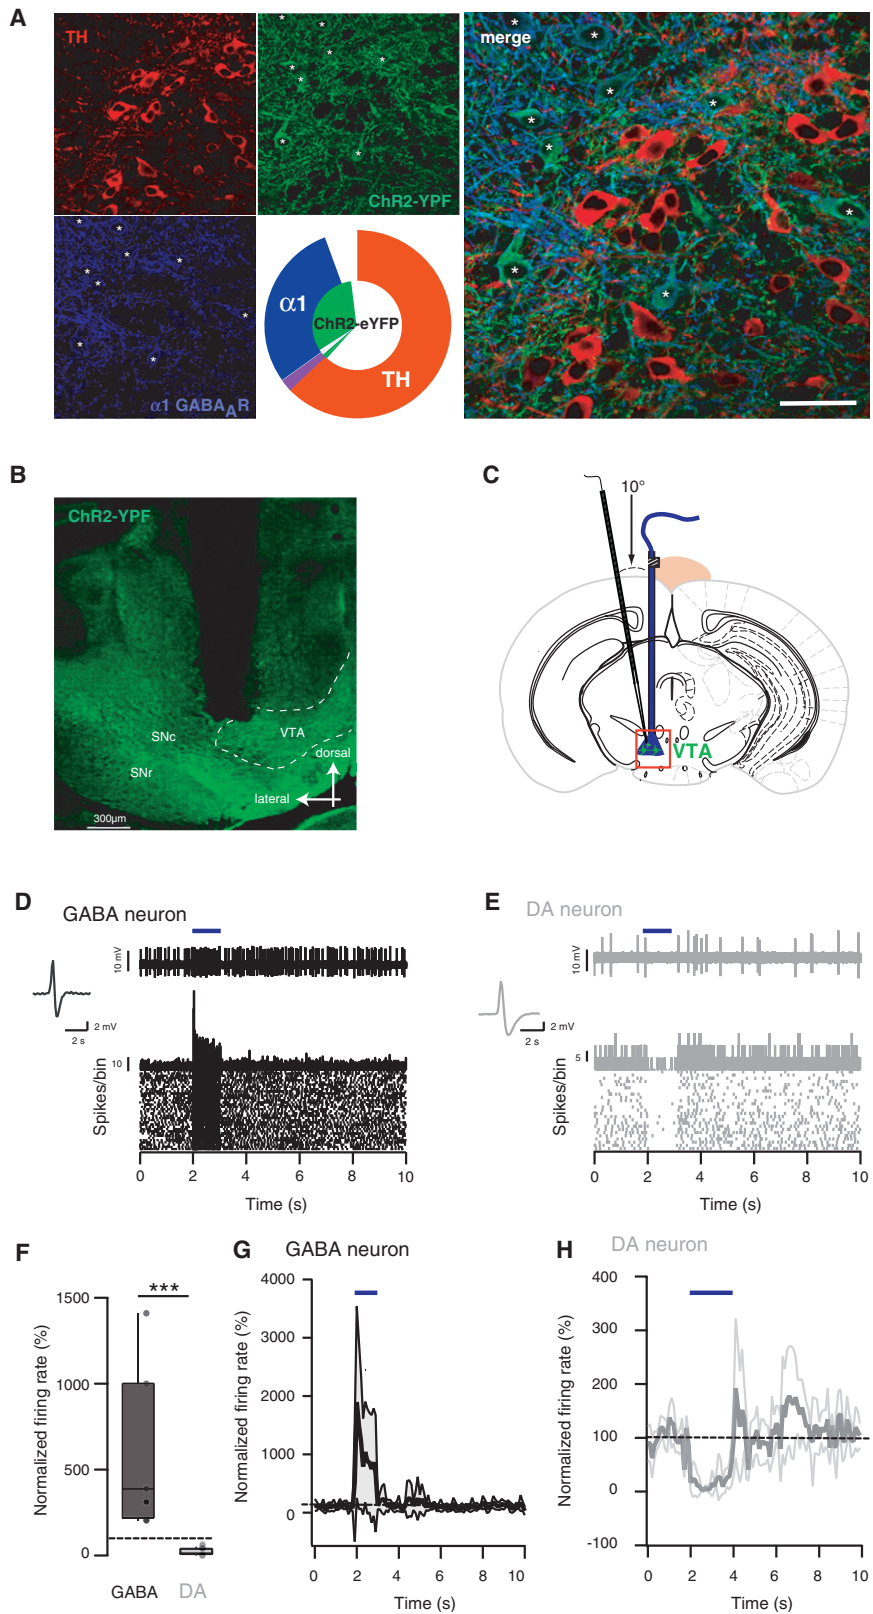 A
TH
ChR2-YPF
merge
α1 GABA_AR
α1
ChR2-eYFP
TH
B
ChR2-YPF
SNc
SNr
VTA
dorsal
lateral
300µm
C
10°
VTA
D
GABA neuron
10 mV
2 mV
2 s
10
Spikes/bin
0 2 4 6 8 10
Time (s)
E
DA neuron
10 mV
2 mV
2 s
5
Spikes/bin
0 2 4 6 8 10
Time (s)
F
***
1500
1000
500
0
Normalized firing rate (%)
GABA DA
G
GABA neuron
4000
3000
2000
1000
0
Normalized firing rate (%)
0 2 4 6 8 10
Time (s)
H
DA neuron
400
300
200
100
0
-100
Normalized firing rate (%)
0 2 4 6 8 10
Time (s)